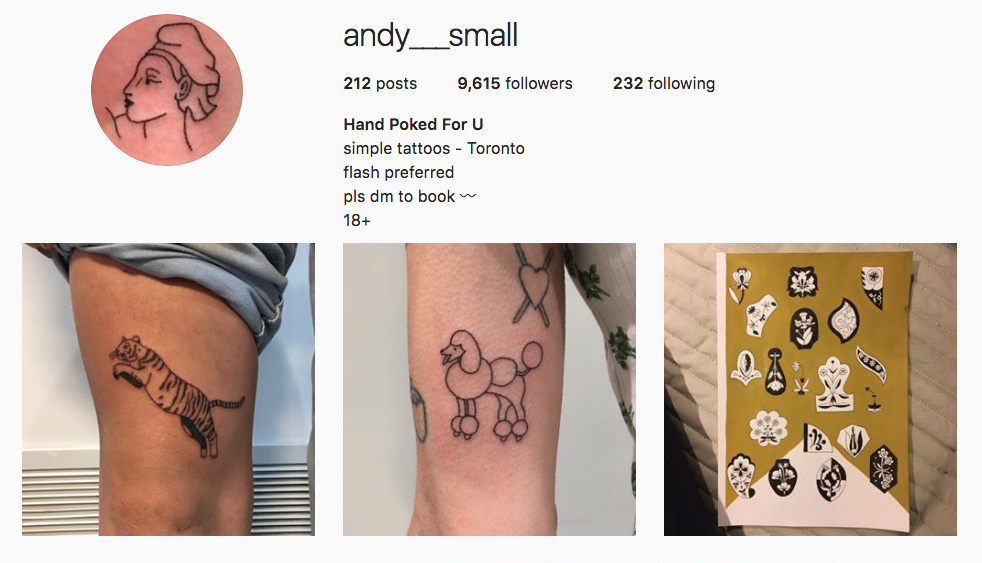 andy___small
212 posts 9,615 followers 232 following
Hand Poked For U
simple tattoos - Toronto
flash preferred
pls dm to book 〰
18+